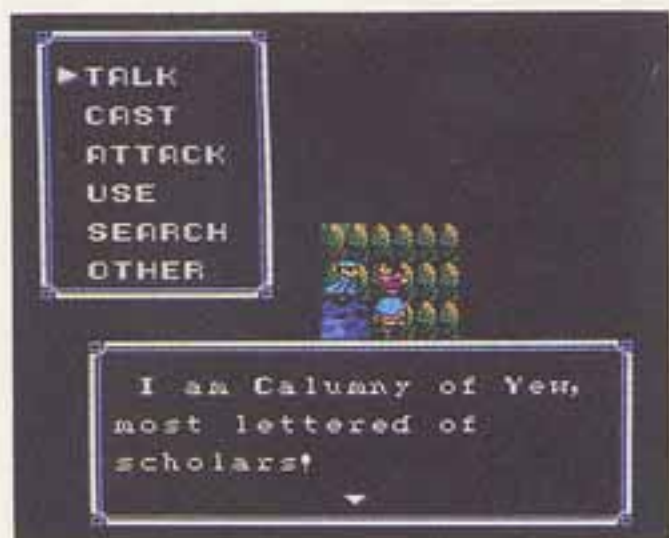 TALK
CAST
ATTACK
USE
SEARCH
OTHER
I am Calumny of Yew,
most lettered of
scholars!